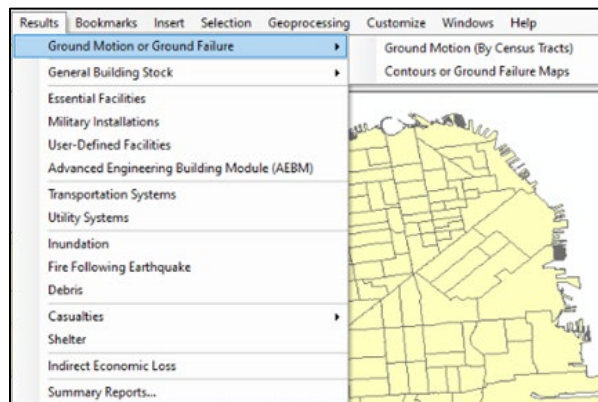 Results Bookmarks Insert Selection Geoprocessing Customize Windows Help
Ground Motion or Ground Failure
Ground Motion (By Census Tracts)
General Building Stock
Contours or Ground Failure Maps
Essential Facilities
Military Installations
User-Defined Facilities
Advanced Engineering Building Module (AEBM)
Transportation Systems
Utility Systems
Inundation
Fire Following Earthquake
Debris
Casualties
Shelter
Indirect Economic Loss
Summary Reports...